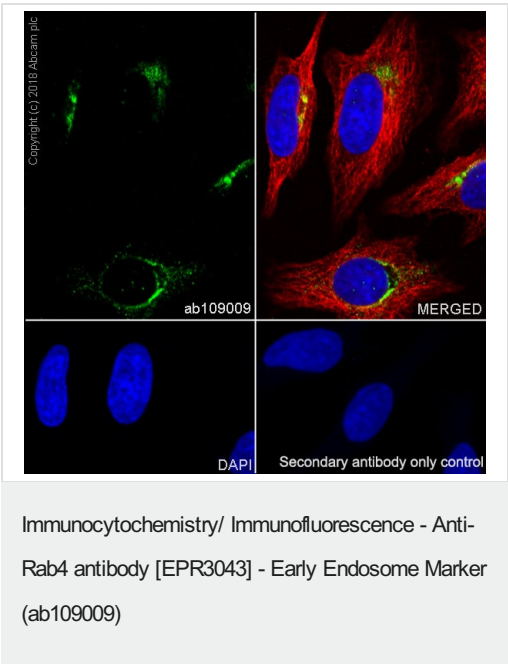 Copyright (c) 2018 Abcam plc
ab109009
MERGED
DAPI
Secondary antibody only control
Immunocytochemistry/ Immunofluorescence - Anti-
Rab4 antibody [EPR3043] - Early Endosome Marker
(ab109009)